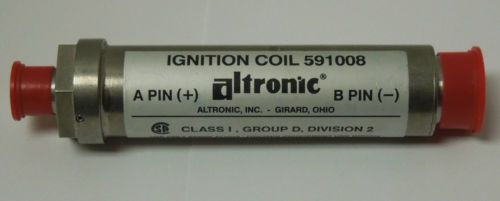 IGNITION COIL 591008
altronic®
A PIN (+) B PIN (−)
ALTRONIC, INC. - GIRARD, OHIO
CLASS I, GROUP D, DIVISION 2